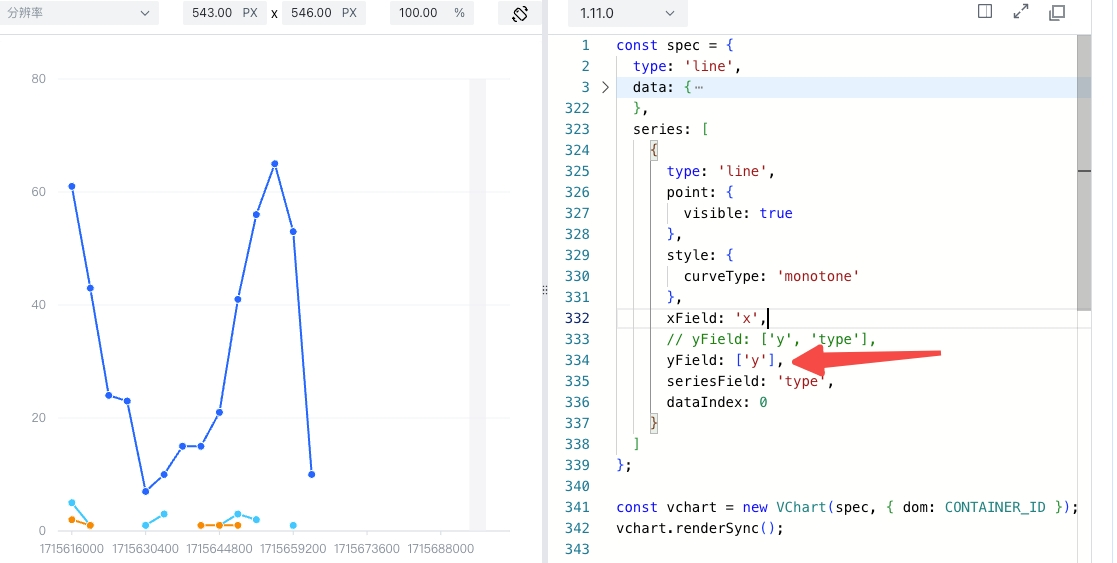 分辨率 543.00 PX x 546.00 PX 100.00 %
80
60
40
20
0
1715616000 1715630400 1715644800 1715659200 1715673600 1715688000
1.11.0
1 const spec = {
2 type: 'line',
3 data: {⋯
322 },
323 series: [
324 {
325 type: 'line',
326 point: {
327 visible: true
328 },
329 style: {
330 curveType: 'monotone'
331 },
332 xField: 'x',
333 // yField: ['y', 'type'],
334 yField: ['y'],
335 seriesField: 'type',
336 dataIndex: 0
337 }
338 ]
339 };
340
341 const vchart = new VChart(spec, { dom: CONTAINER_ID });
342 vchart.renderSync();
343